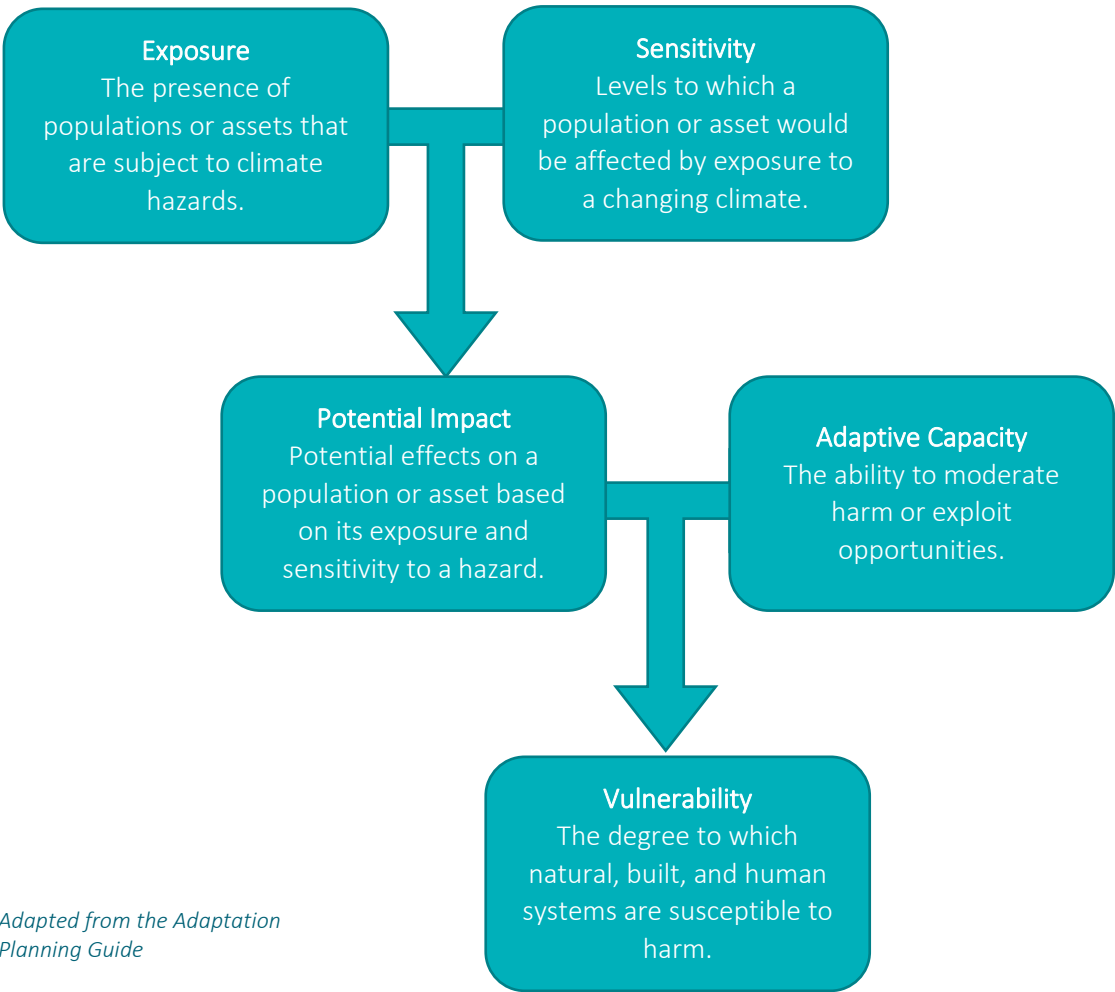 Exposure
The presence of
populations or assets that
are subject to climate
hazards.
Sensitivity
Levels to which a
population or asset would
be affected by exposure to
a changing climate.
Potential Impact
Potential effects on a
population or asset based
on its exposure and
sensitivity to a hazard.
Adaptive Capacity
The ability to moderate
harm or exploit
opportunities.
Vulnerability
The degree to which
natural, built, and human
systems are susceptible to
harm.
Adapted from the Adaptation
Planning Guide